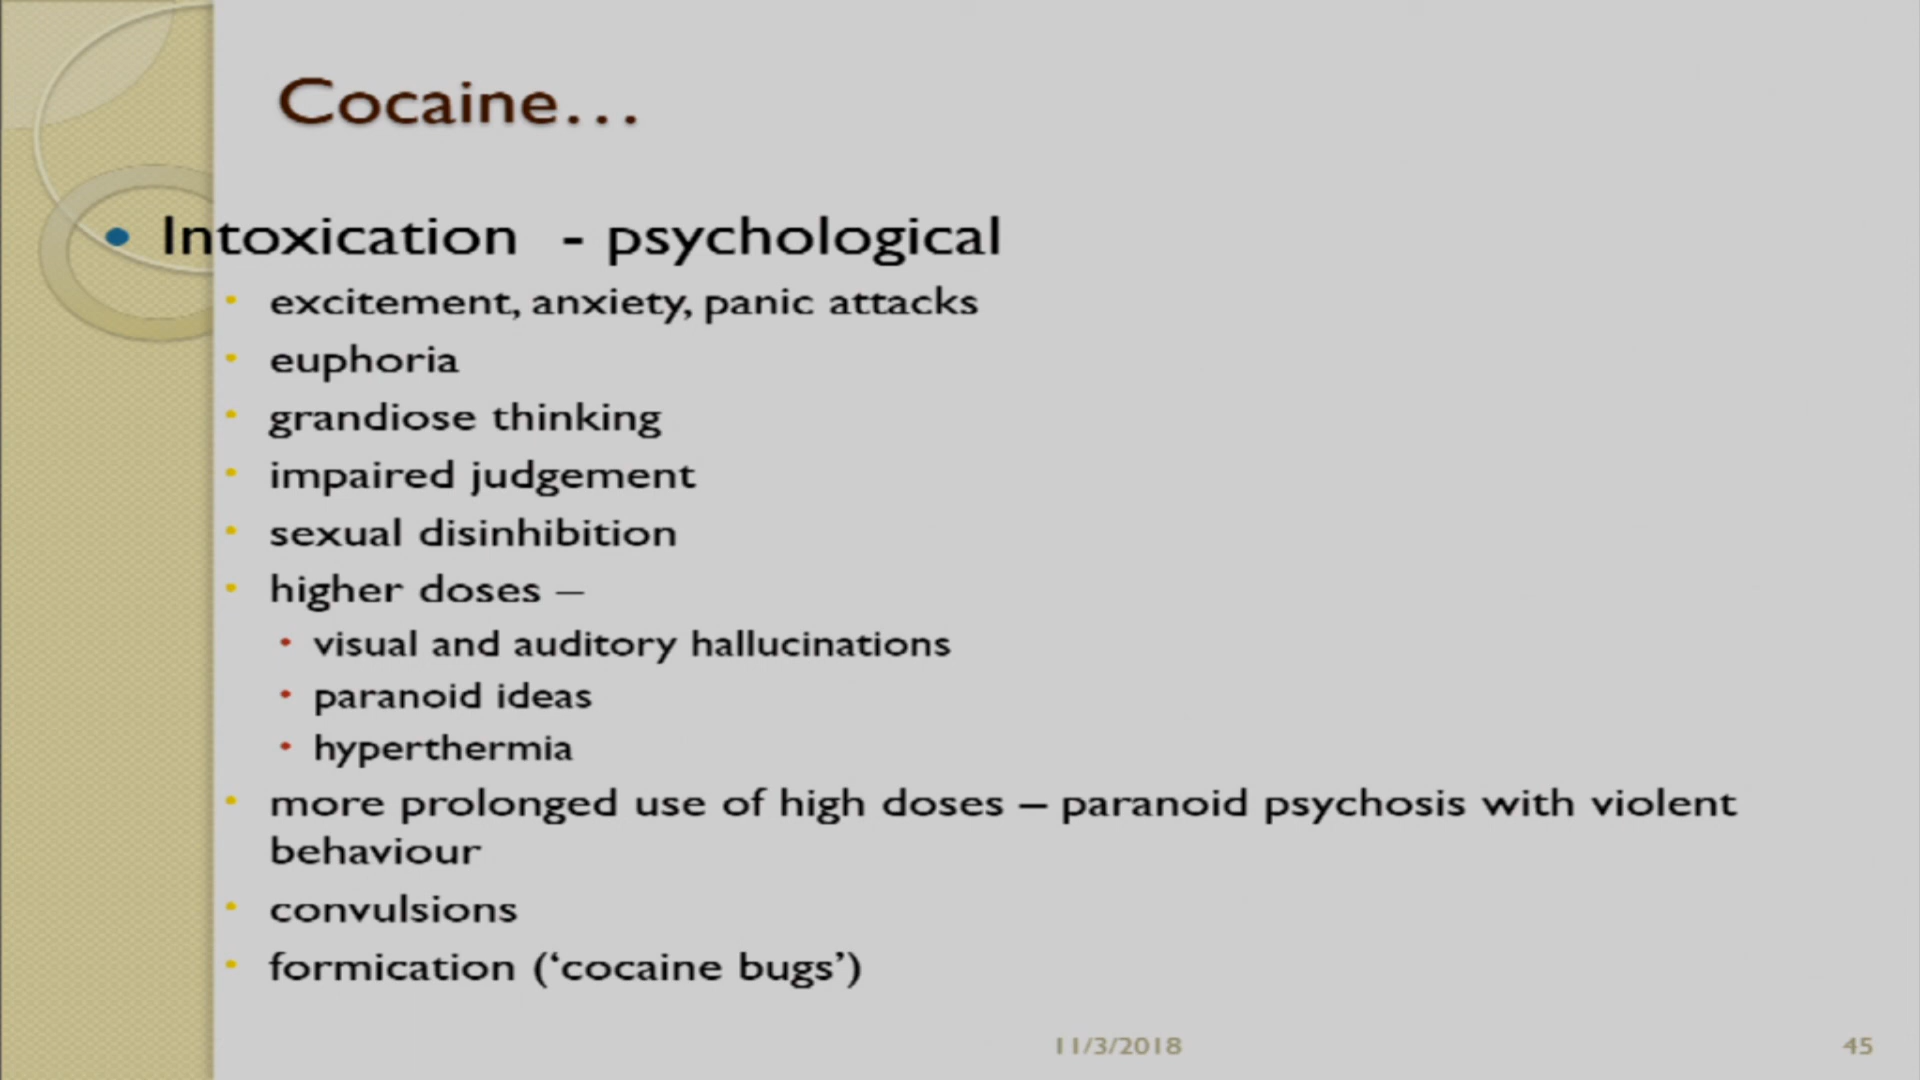 Cocaine...
• Intoxication - psychological
• excitement, anxiety, panic attacks
• euphoria
• grandiose thinking
• impaired judgement
• sexual disinhibition
• higher doses –
• visual and auditory hallucinations
• paranoid ideas
• hyperthermia
• more prolonged use of high doses – paranoid psychosis with violent
behaviour
• convulsions
• formication (‘cocaine bugs’)
11/3/2018 45